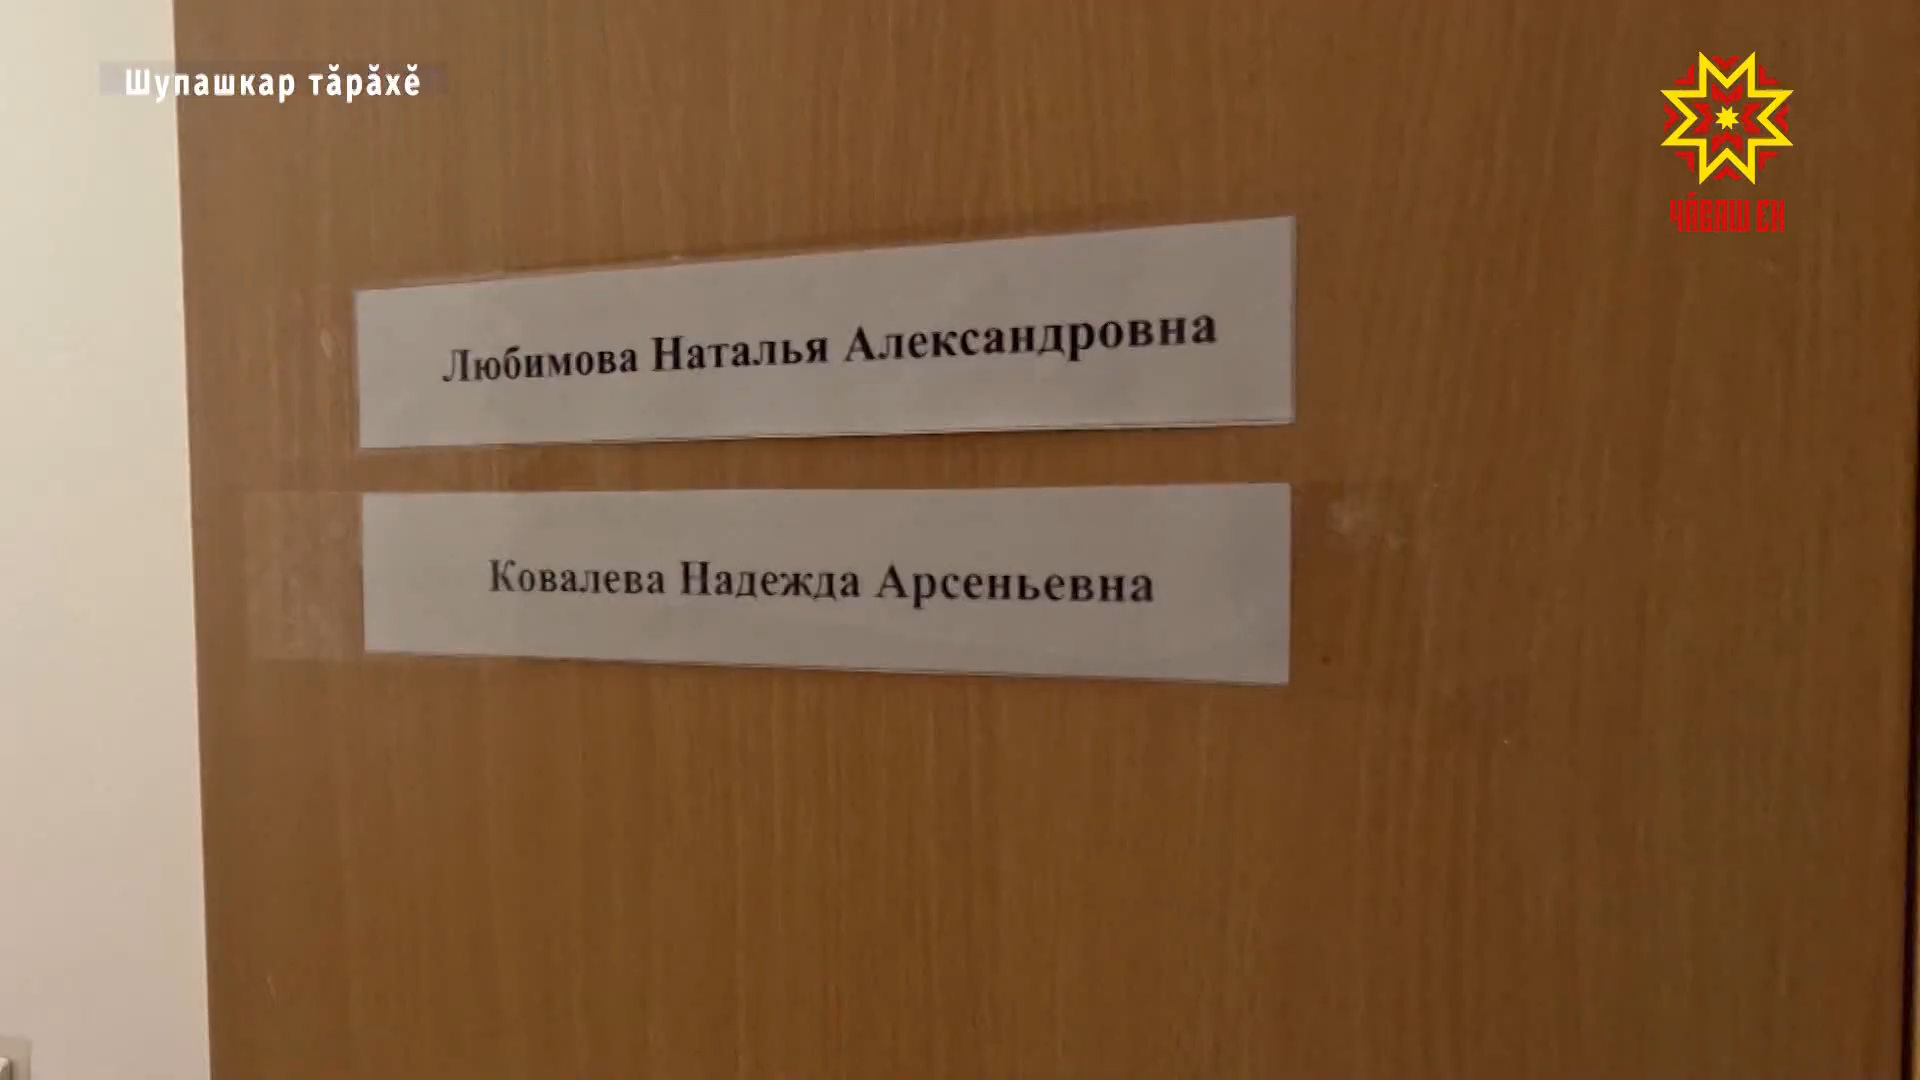 Шупашкар тӑрӑхӗ
ЧӐВАШ ЕН
Любимова Наталья Александровна
Ковалева Надежда Арсеньевна